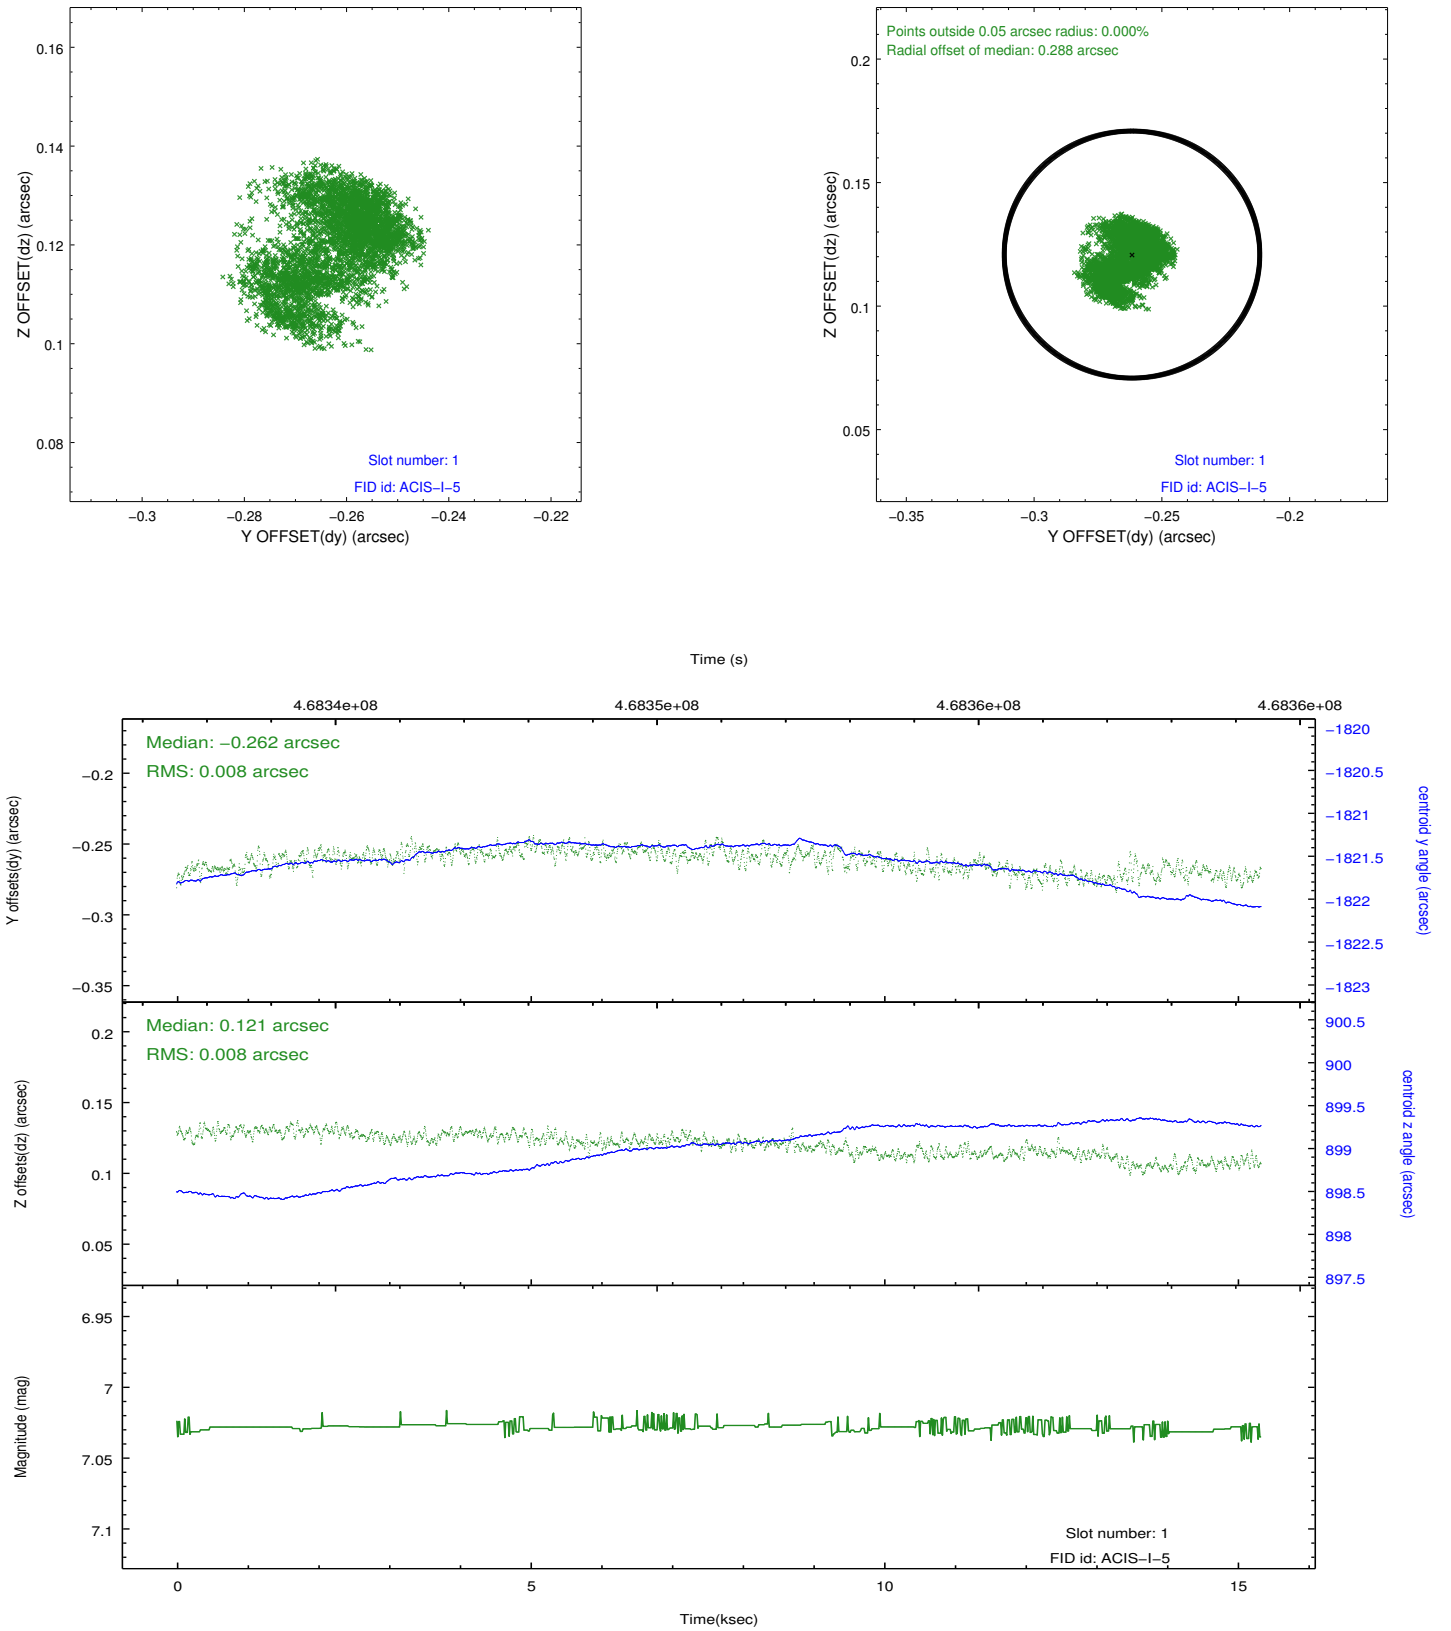 0.16
0.14
0.12
0.1
0.08
Z OFFSET(dz) (arcsec)
Slot number: 1
FID id: ACIS−I−5
−0.3
−0.28
−0.26
−0.24
−0.22
Y OFFSET(dy) (arcsec)
Points outside 0.05 arcsec radius: 0.000%
Radial offset of median: 0.288 arcsec
0.2
0.15
0.1
0.05
Z OFFSET(dz) (arcsec)
Slot number: 1
FID id: ACIS−I−5
−0.35
−0.3
−0.25
−0.2
Y OFFSET(dy) (arcsec)
Time (s)
4.6834e+08
4.6835e+08
4.6836e+08
4.6836e+08
Median: −0.262 arcsec
RMS: 0.008 arcsec
−0.2
−0.25
−0.3
−0.35
Y offsets(dy) (arcsec)
−1820
−1820.5
−1821
−1821.5
−1822
−1822.5
−1823
centroid y angle (arcsec)
Median: 0.121 arcsec
RMS: 0.008 arcsec
0.2
0.15
0.1
0.05
Z offsets(dz) (arcsec)
900.5
900
899.5
899
898.5
898
897.5
centroid z angle (arcsec)
6.95
7
7.05
7.1
Magnitude (mag)
Slot number: 1
FID id: ACIS−I−5
0
5
10
15
Time(ksec)